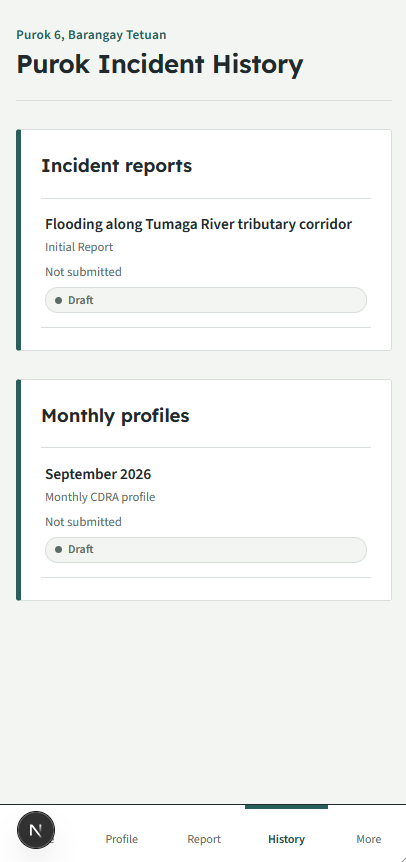 Purok 6, Barangay Tetuan
Purok Incident History
Incident reports
Flooding along Tumaga River tributary corridor
Initial Report
Not submitted
Draft
Monthly profiles
September 2026
Monthly CDRA profile
Not submitted
Draft
N
Profile
Report
History
More